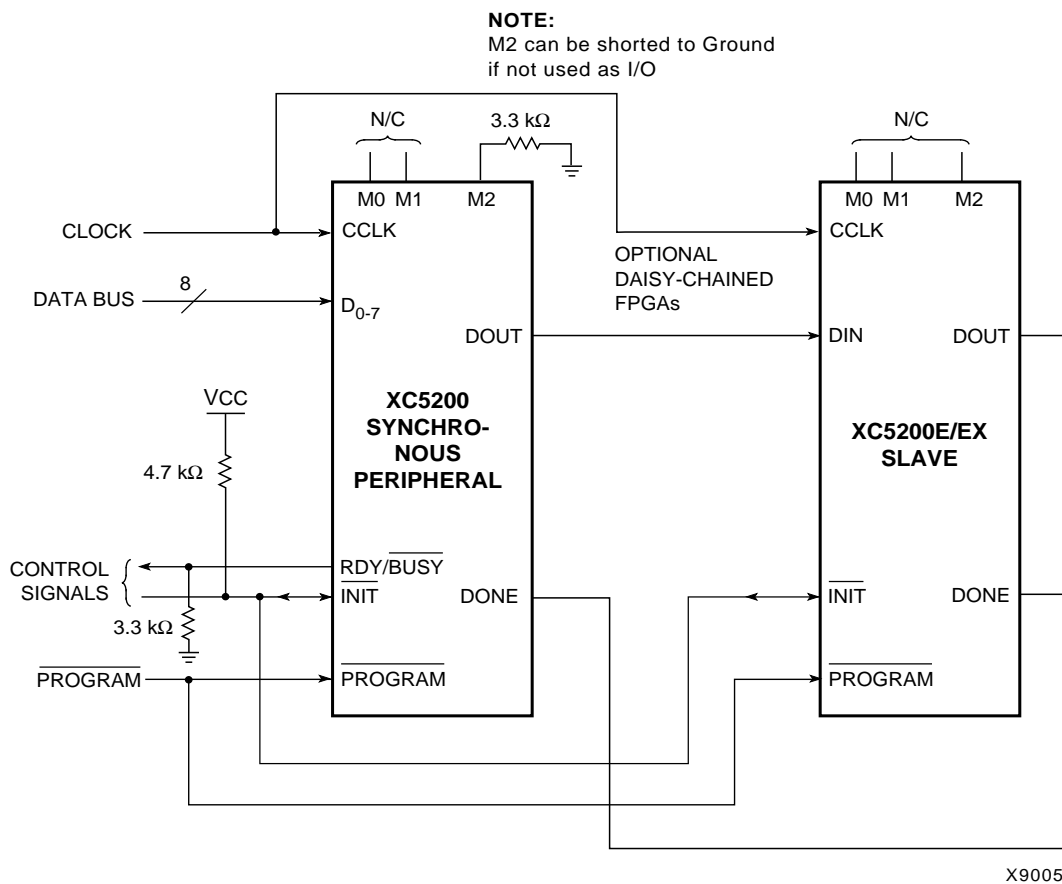 NOTE:
M2 can be shorted to Ground
if not used as I/O
N/C
3.3 kΩ
N/C
M0 M1 M2
M0 M1 M2
CLOCK
CCLK
CCLK
OPTIONAL
DAISY-CHAINED
FPGAs
DATA BUS
8
D0-7
DOUT
DIN
DOUT
VCC
4.7 kΩ
XC5200
SYNCHRO-
NOUS
PERIPHERAL
XC5200E/EX
SLAVE
CONTROL
SIGNALS
RDY/BUSY
INIT
DONE
INIT
DONE
3.3 kΩ
PROGRAM
PROGRAM
PROGRAM
X9005